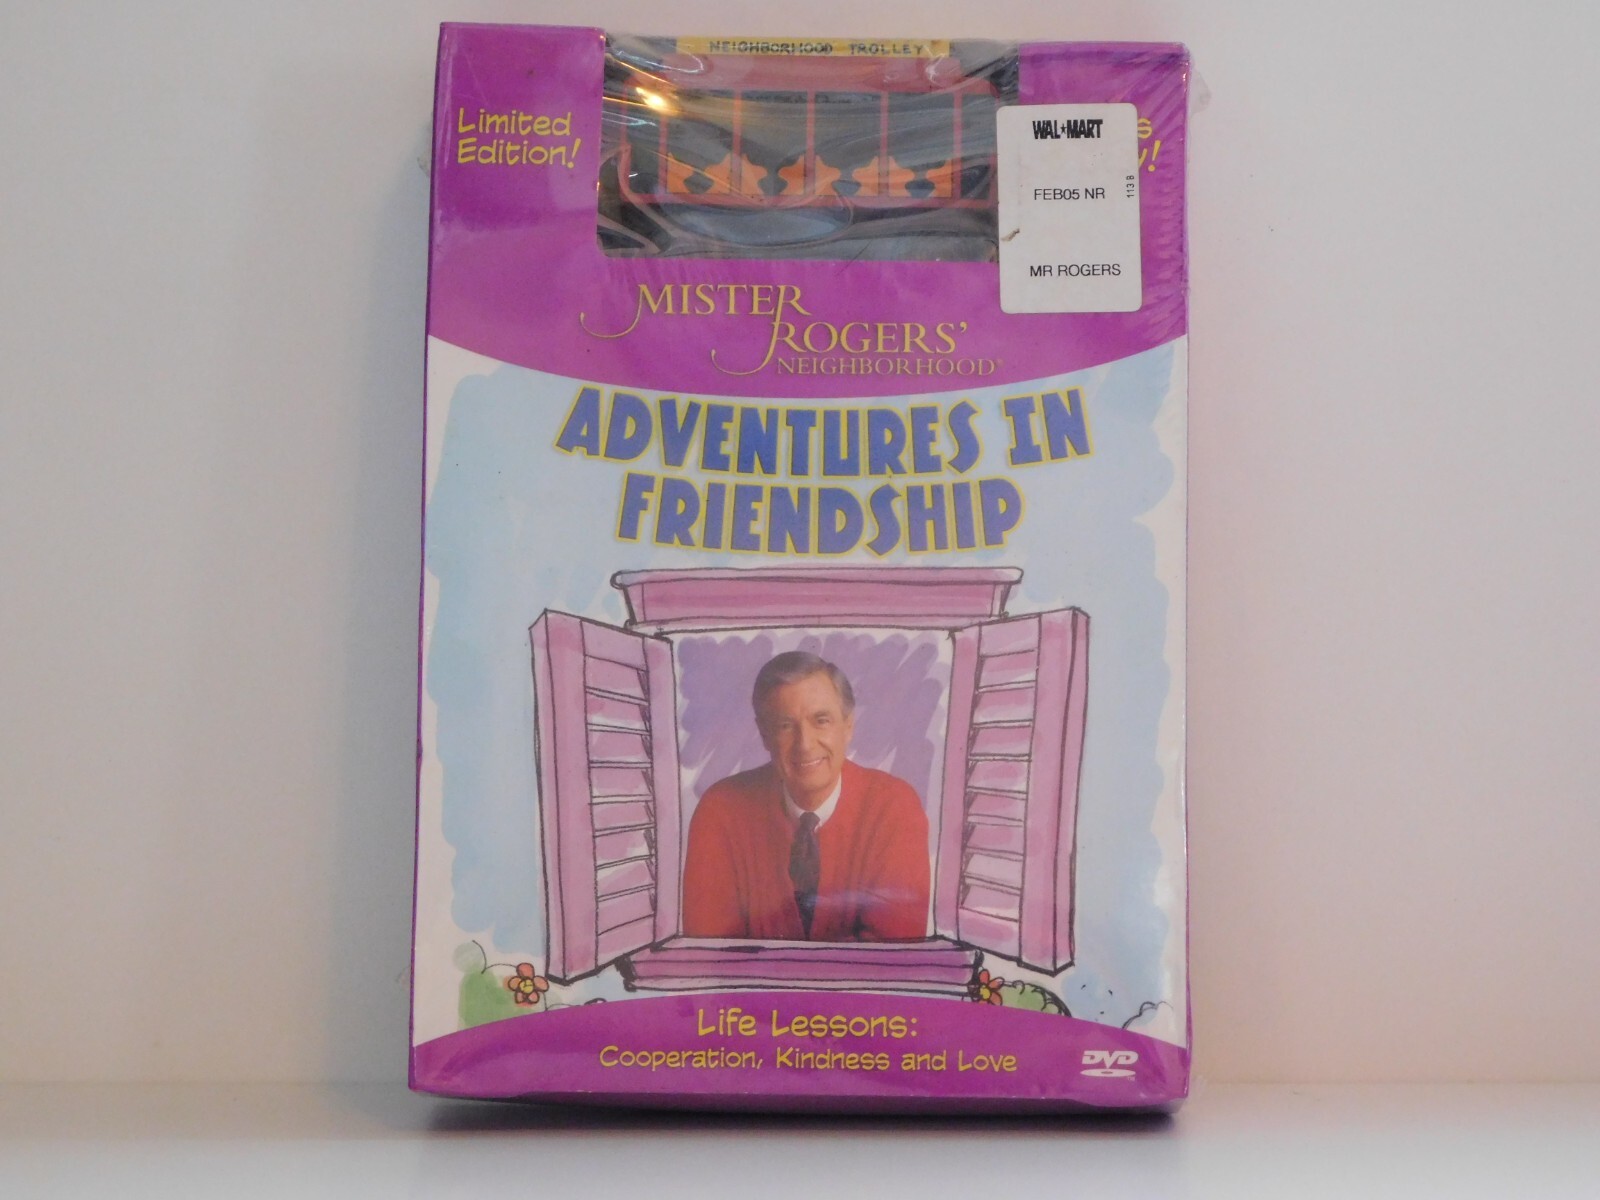 NEIGHBORHOOD TROLLEY
Limited
Edition!
WAL★MART
FEB05 NR
113 B
MR ROGERS
MISTER
ROGERS'
NEIGHBORHOOD®
ADVENTURES IN
FRIENDSHIP
Life Lessons:
Cooperation, Kindness and Love
DVD